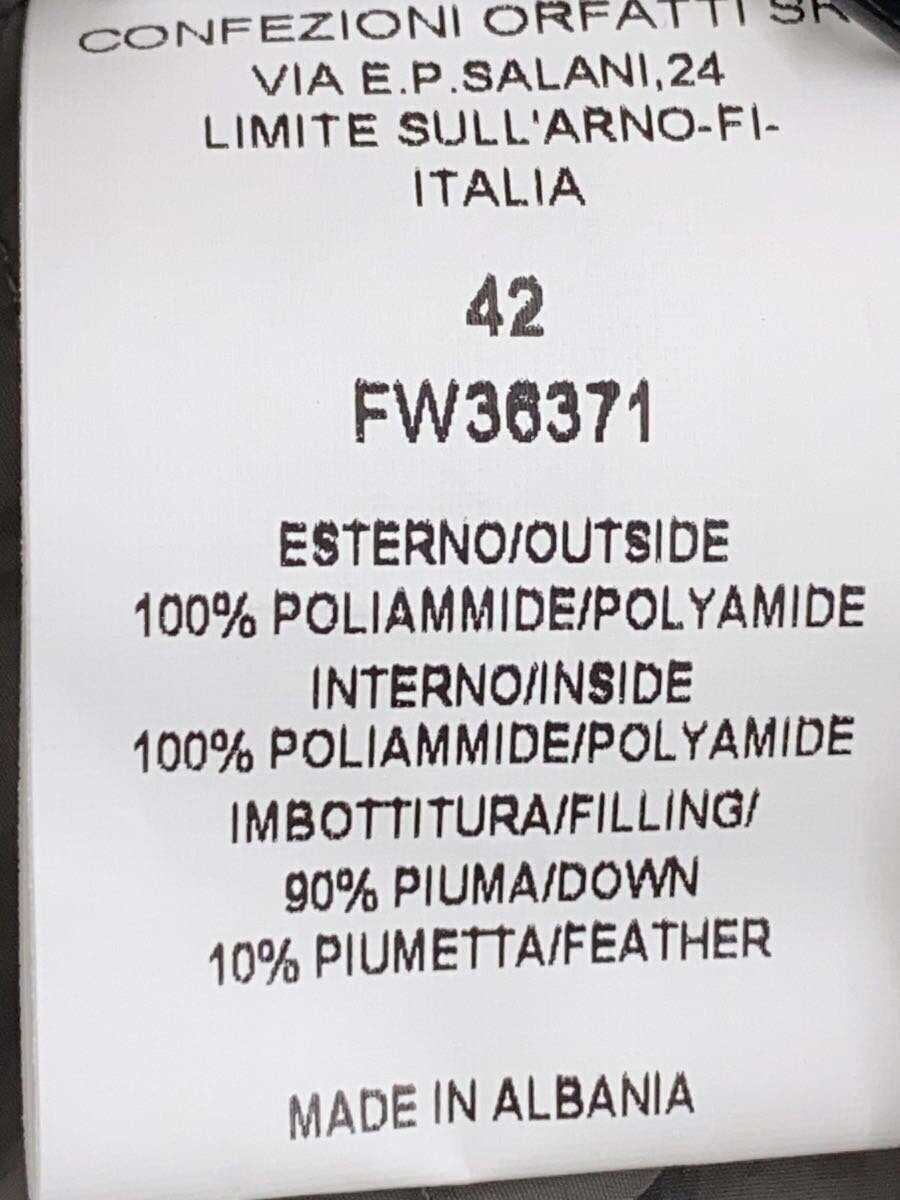 CONFEZIONI ORFATTI SR
VIA E.P.SALANI,24
LIMITE SULL'ARNO-FI-
ITALIA
42
FW36371
ESTERNO/OUTSIDE
100% POLIAMMIDE/POLYAMIDE
INTERNO/INSIDE
100% POLIAMMIDE/POLYAMIDE
IMBOTTITURA/FILLING/
90% PIUMA/DOWN
10% PIUMETTA/FEATHER
MADE IN ALBANIA